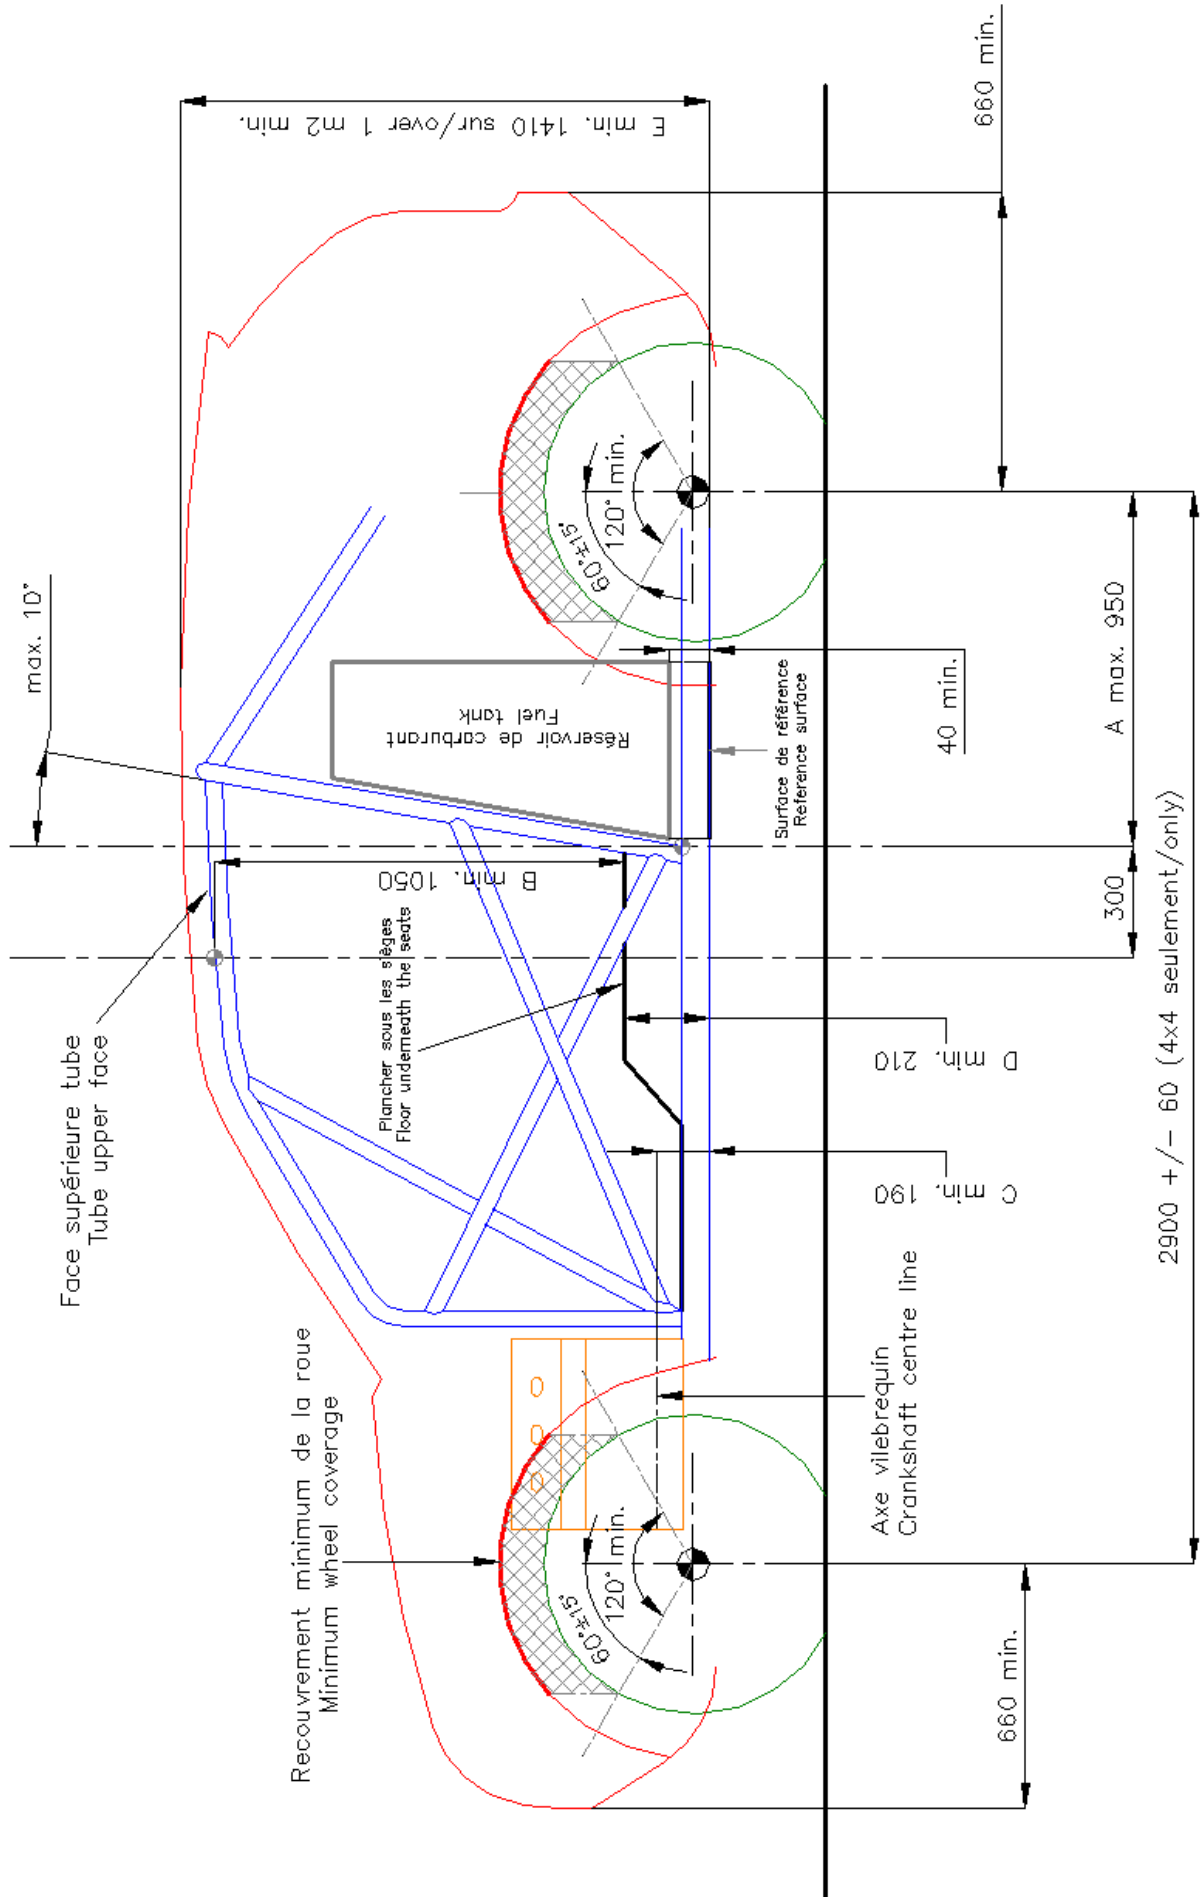 Face supérieure tube
Tube upper face
max. 10°
E min. 1410 sur/over 1 m2 min.
660 min.
Recouvrement minimum de la roue
Minimum wheel coverage
Plancher sous les sièges
Floor underneath the seats
B min. 1050
Réservoir de carburant
Fuel tank
60°±15°
120° min.
60°±15°
120° min.
Surface de référence
Reference surface
Axe vilebrequin
Crankshaft centre line
C min. 190
D min. 210
40 min.
660 min.
300
A max. 950
2900 +/- 60 (4x4 seulement/only)